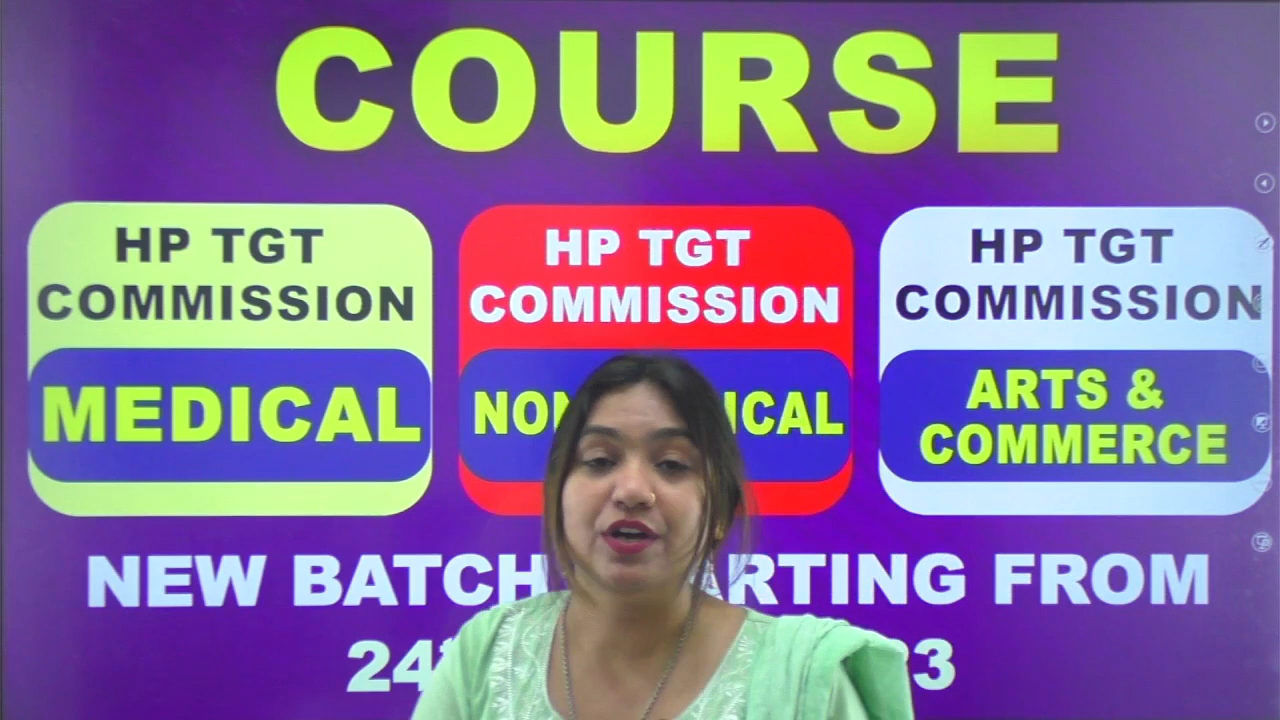 COURSE
HP TGT
COMMISSION
MEDICAL
HP TGT
COMMISSION
HP TGT
COMMISSION
ARTS &
COMMERCE
NEW BATCH FROM